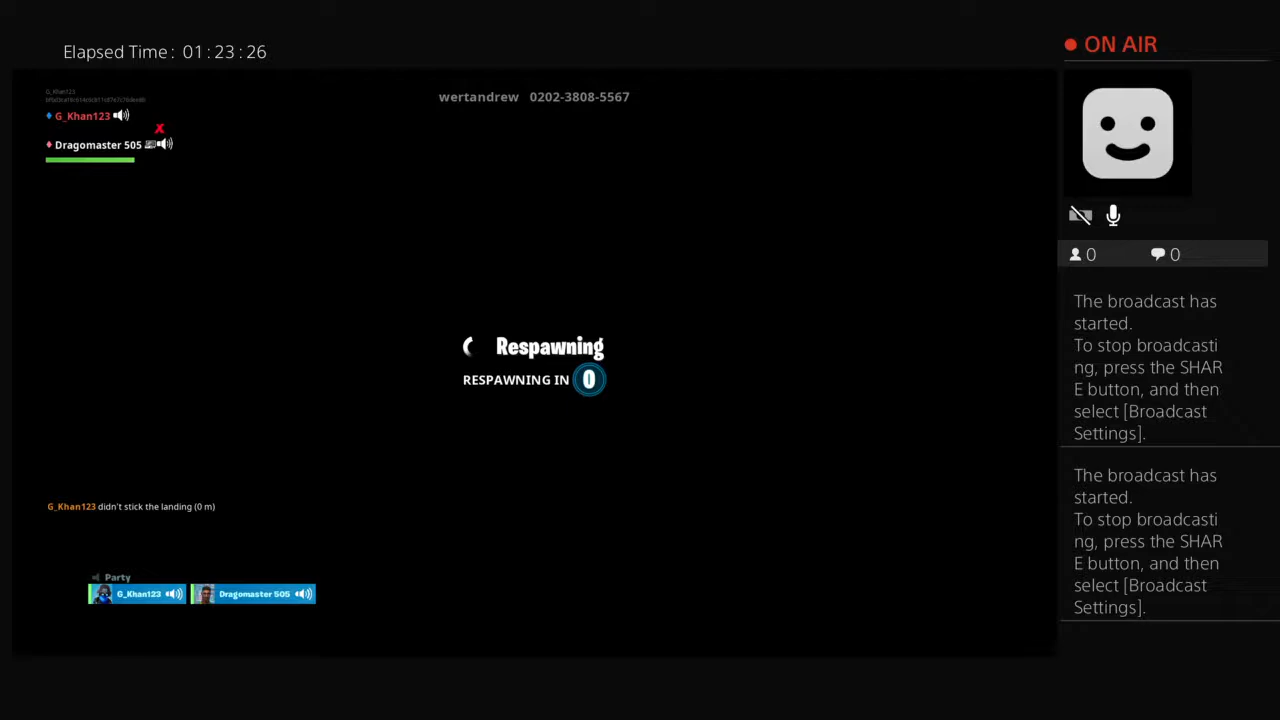 Elapsed Time: 01:23:26
ON AIR
G_Khan123
wertandrew 0202-3808-5567
G_Khan123
Dragomaster 505
0 0
The broadcast has
started.
To stop broadcasti
ng, press the SHAR
E button, and then
select [Broadcast
Settings].
Respawning
RESPAWNING IN 0
The broadcast has
started.
To stop broadcasti
ng, press the SHAR
E button, and then
select [Broadcast
Settings].
G_Khan123 didn't stick the landing (0 m)
Party
G_Khan123 Dragomaster 505